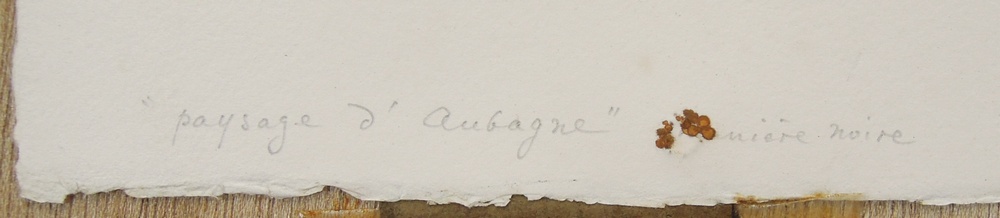 "paysage d'Aubagne" nière noire